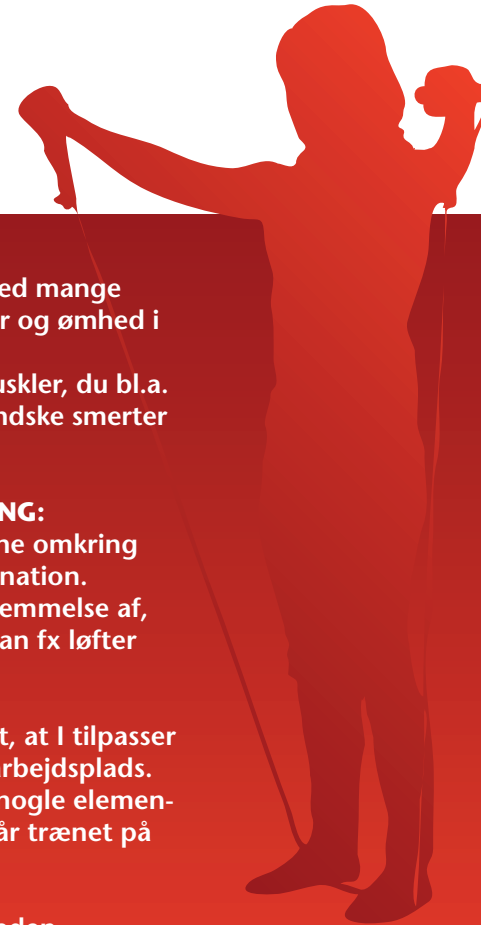 ed mange
r og ømhed i
uskler, du bl.a.
ndske smerter
NG:
ne omkring
nation.
emmelse af,
an fx løfter
t, at I tilpasser
arbejdsplads.
nogle elemen-
år trænet på